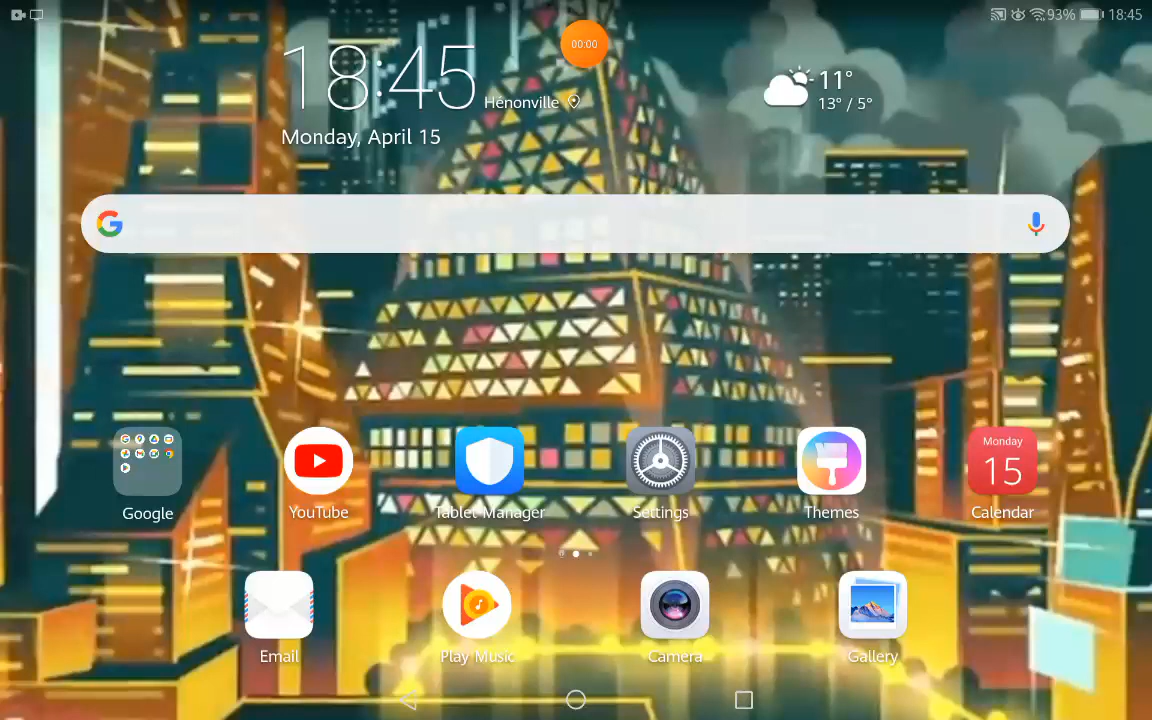 93% 18:45
18:45
00:00
Hénonville
11°
13° / 5°
Monday, April 15
Google
YouTube
Tablet Manager
Settings
Themes
Monday
15
Calendar
Email
Play Music
Camera
Gallery